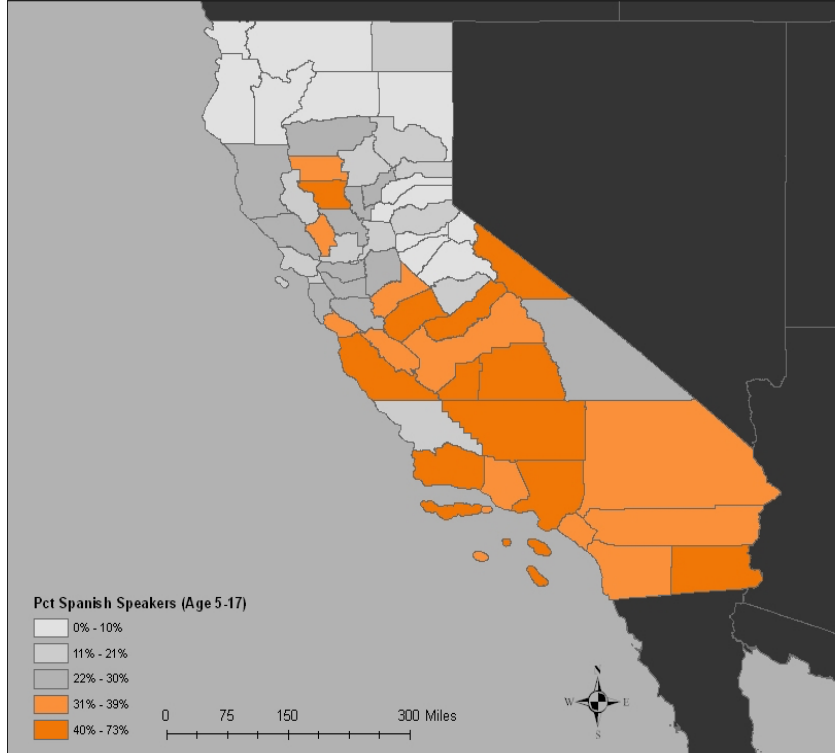 Pct Spanish Speakers (Age 5-17)
0% - 10%
11% - 21%
22% - 30%
31% - 39%
40% - 73%
0 75 150 300 Miles
N
W E
S